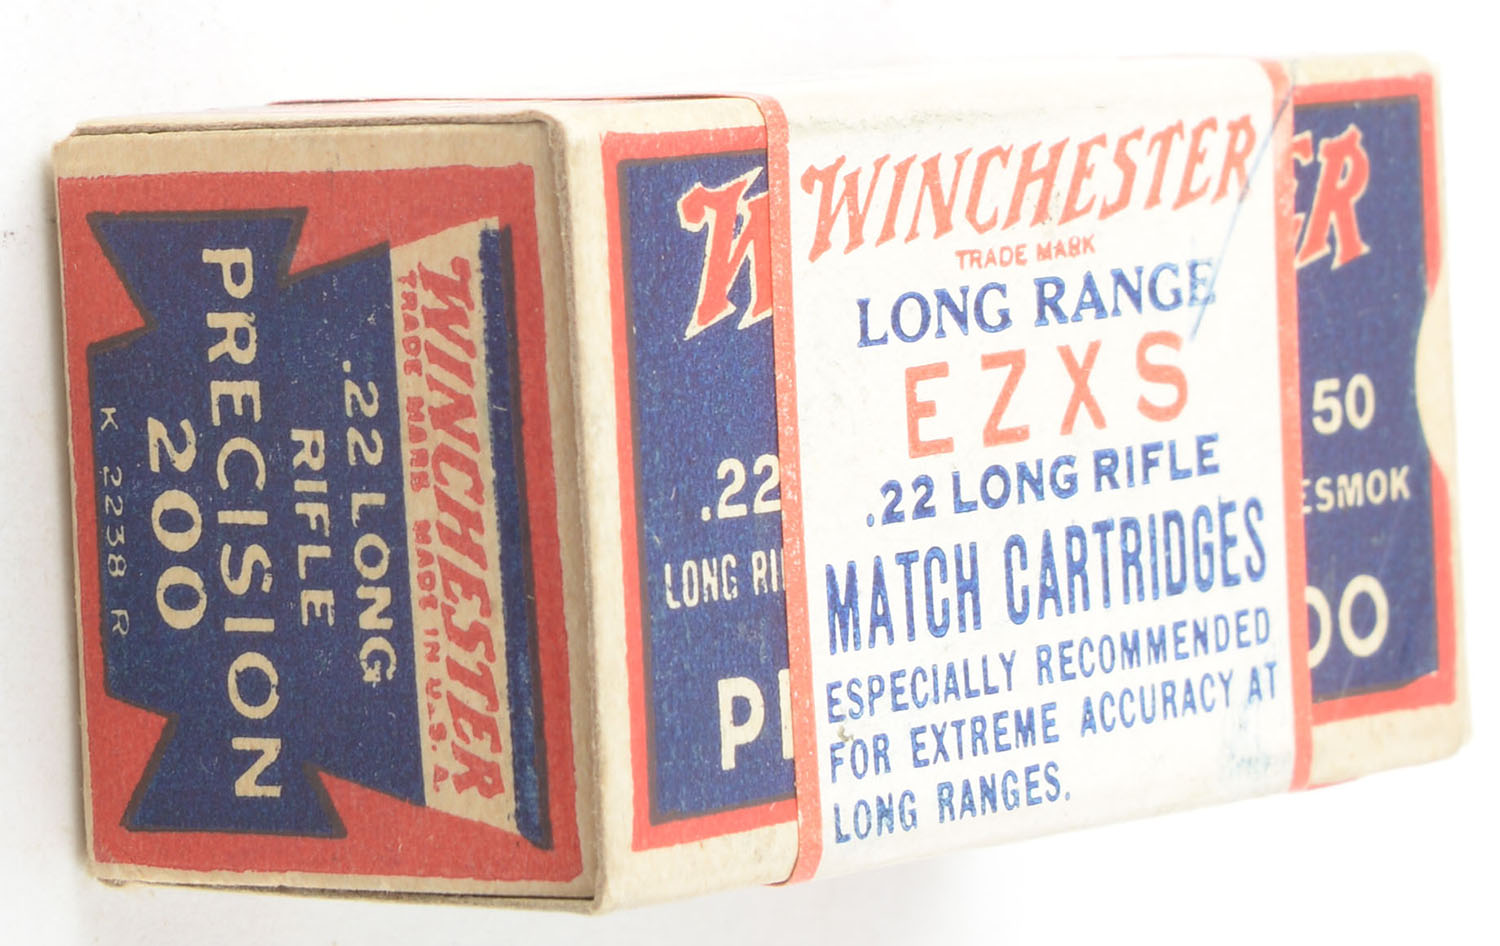 WINCHESTER
TRADE MARK MADE IN U.S.A.
.22 LONG
RIFLE
PRECISION
200
K 2238 R
.22
LONG
50
WINCHESTER
TRADE MARK
LONG RANGE
EZXS
.22 LONG RIFLE
MATCH CARTRIDGES
ESPECIALLY RECOMMENDED
FOR EXTREME ACCURACY AT
LONG RANGES.